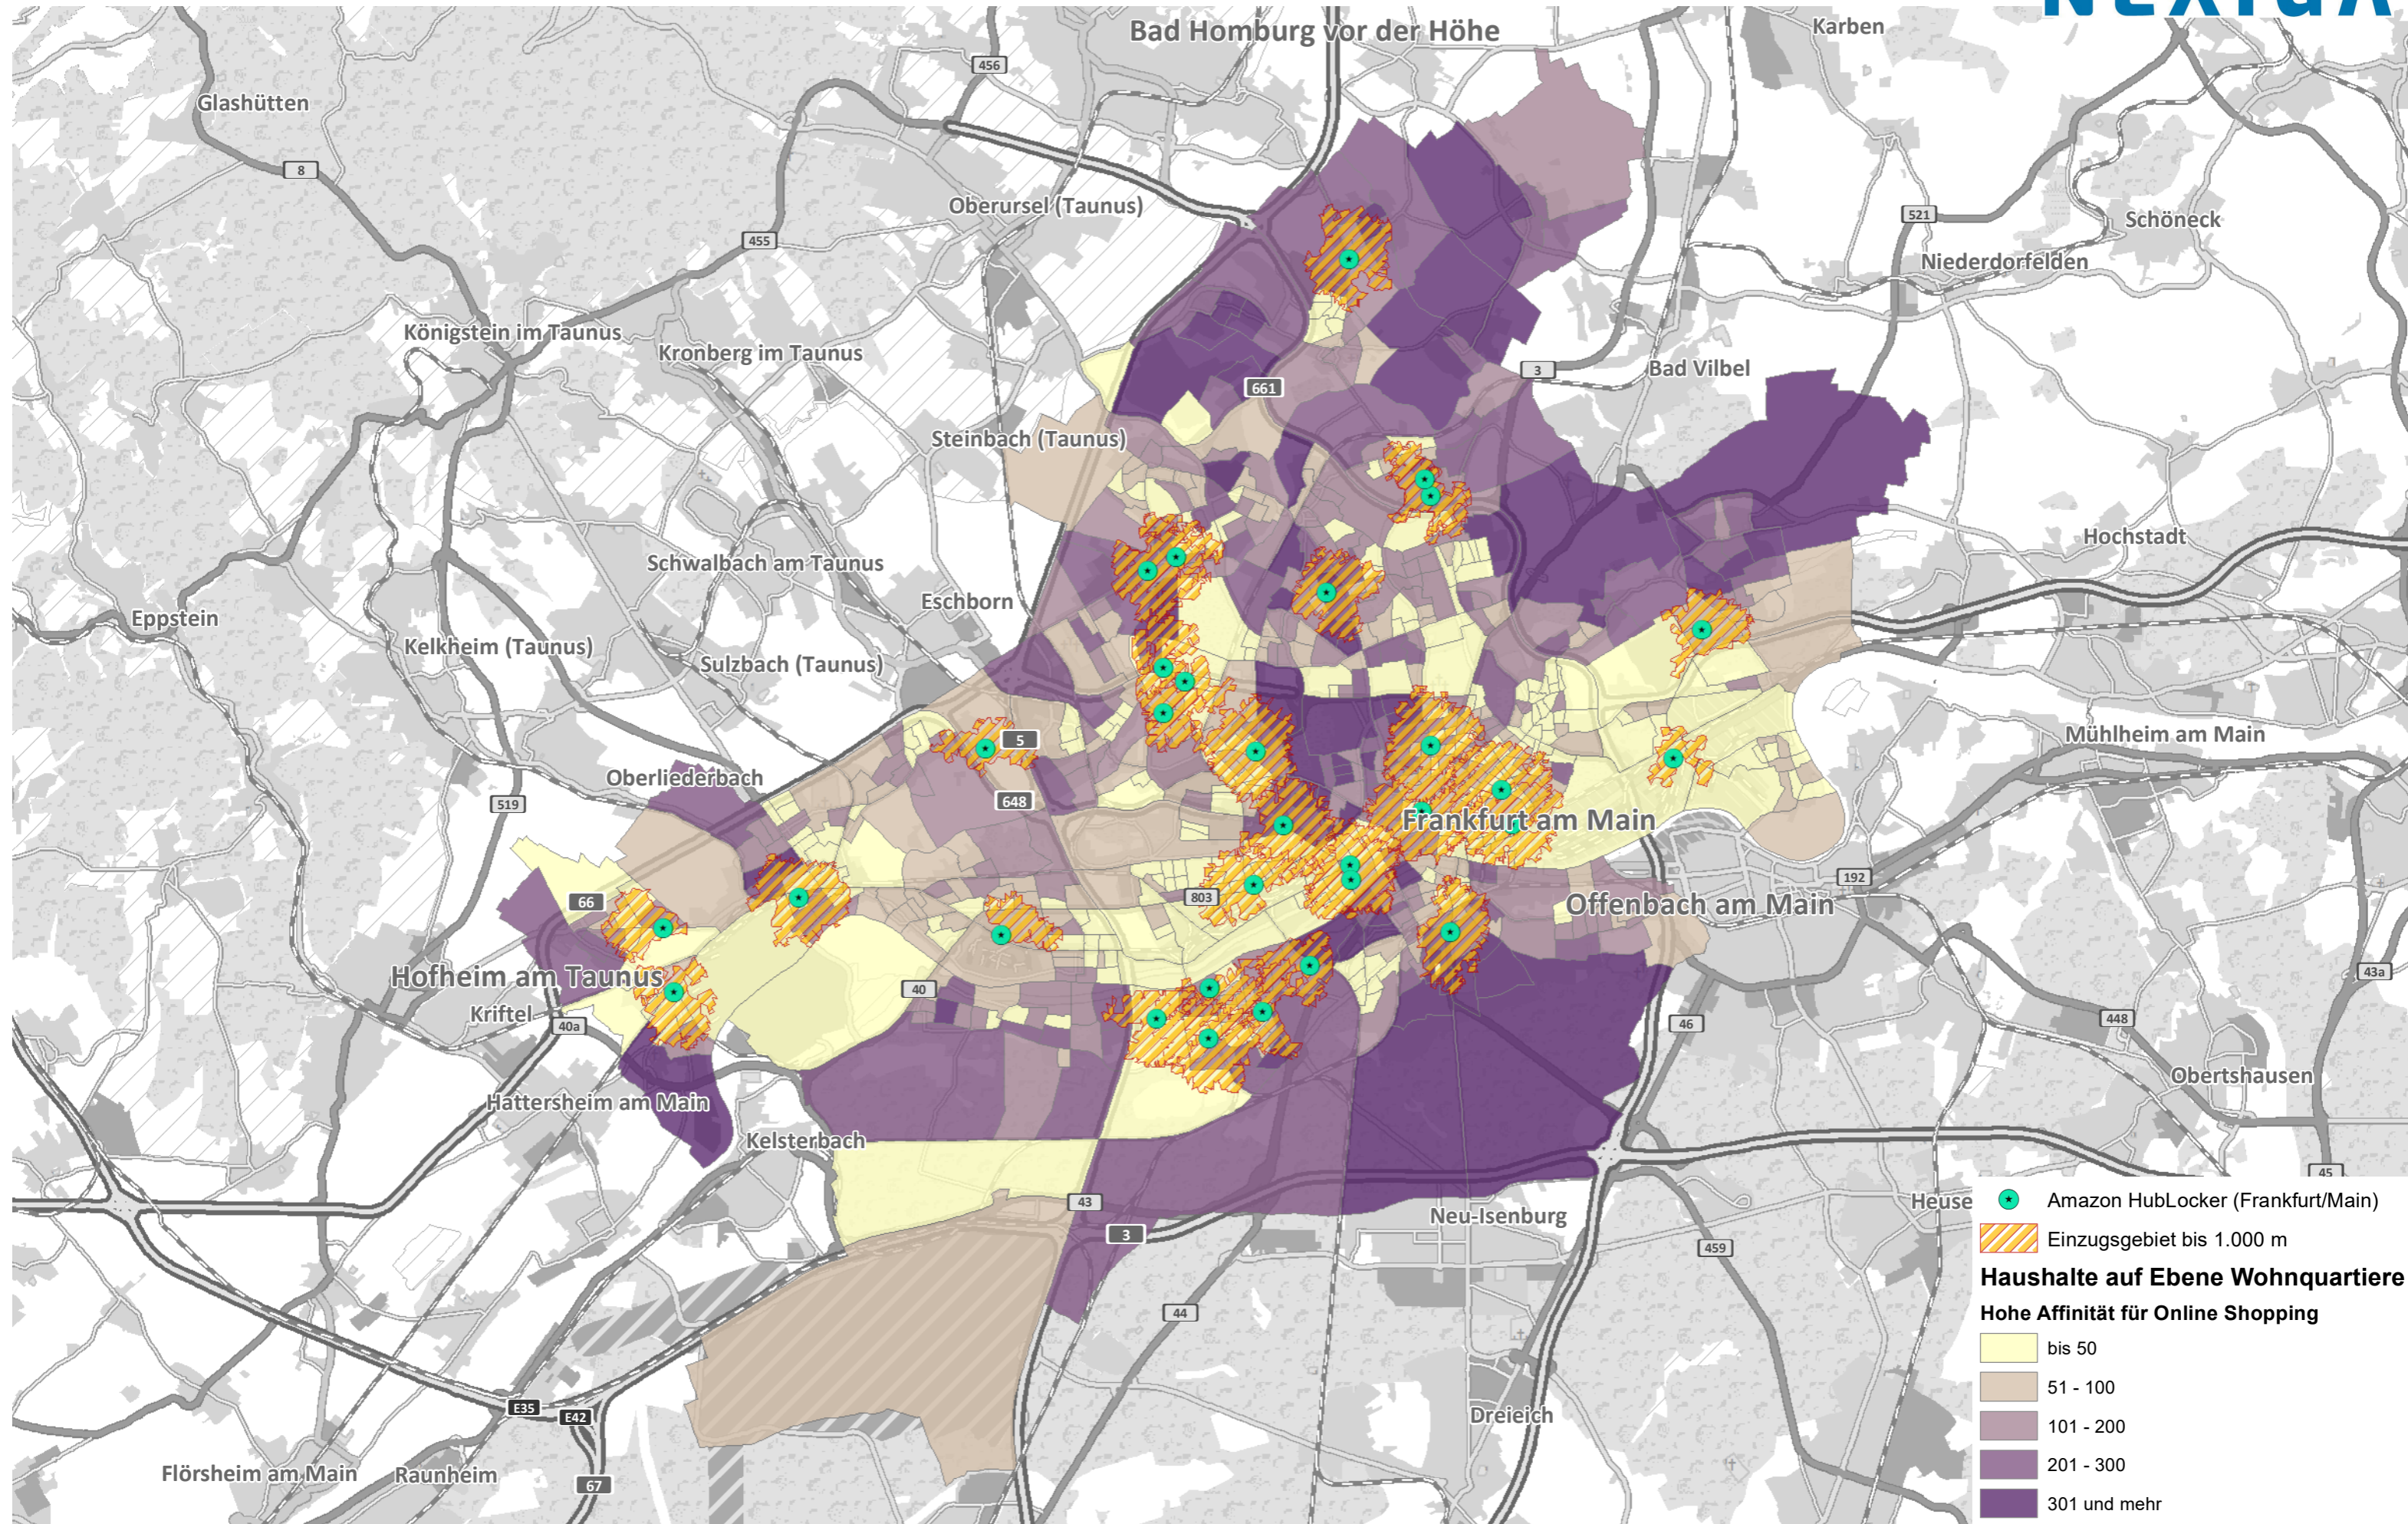 NEXIGA
Bad Homburg vor der Höhe
Karben
456
Glashütten
8
Oberursel (Taunus)
455
521
Schöneck
Niederdorfelden
Königstein im Taunus
Kronberg im Taunus
3
Bad Vilbel
661
Steinbach (Taunus)
Hochstadt
Schwalbach am Taunus
Eschborn
Eppstein
Kelkheim (Taunus)
Sulzbach (Taunus)
Mühlheim am Main
5
Oberliederbach
648
519
Frankfurt am Main
192
803
66
Offenbach am Main
Hofheim am Taunus
43a
40
Kriftel
40a
46
448
Obertshausen
Hattersheim am Main
Kelsterbach
45
43
Heuse
Neu-Isenburg
3
459
44
E35
E42
Dreieich
Flörsheim am Main
Raunheim
67
Amazon HubLocker (Frankfurt/Main)
Einzugsgebiet bis 1.000 m
Haushalte auf Ebene Wohnquartiere
Hohe Affinität für Online Shopping
bis 50
51 - 100
101 - 200
201 - 300
301 und mehr